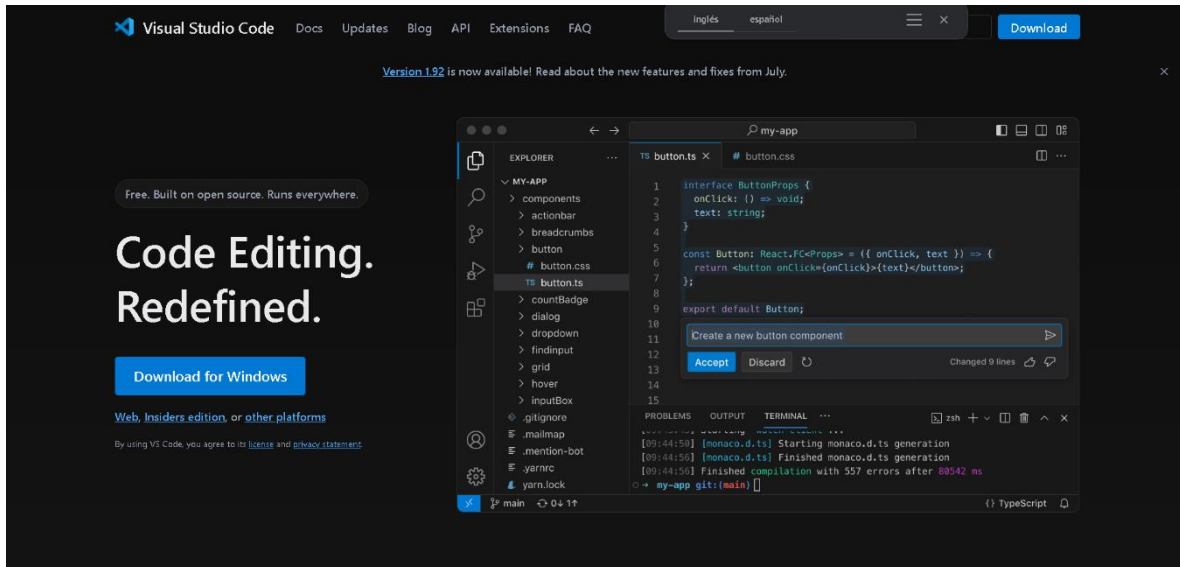 Visual Studio Code Docs Updates Blog API Extensions FAQ inglés español Download
Version 1.92 is now available! Read about the new features and fixes from July.
Free. Built on open source. Runs everywhere.
Code Editing.
Redefined.
Download for Windows
Web, Insiders edition, or other platforms
By using VS Code, you agree to its license and privacy statement.
my-app
EXPLORER
MY-APP
components
actionbar
breadcrumbs
button
# button.css
TS button.ts
countBadge
dialog
dropdown
findinput
grid
hover
inputBox
.gitignore
.mailmap
.mention-bot
.yarnrc
yarn.lock
TS button.ts # button.css
1 interface ButtonProps {
2 onClick: () => void;
3 text: string;
4 }
5
6 const Button: React.FC<Props> = ({ onClick, text }) => {
7 return <button onClick={onClick}>{text}</button>;
8 };
9 export default Button;
10
11
12
13
14
15
Create a new button component
Accept Discard Changed 9 lines
PROBLEMS OUTPUT TERMINAL ··· zsh
[09:44:50] [monaco.d.ts] Starting monaco.d.ts generation
[09:44:56] [monaco.d.ts] Finished monaco.d.ts generation
[09:44:56] Finished compilation with 557 errors after 80542 ms
my-app git:(main)
main 0↓ 1↑ {} TypeScript